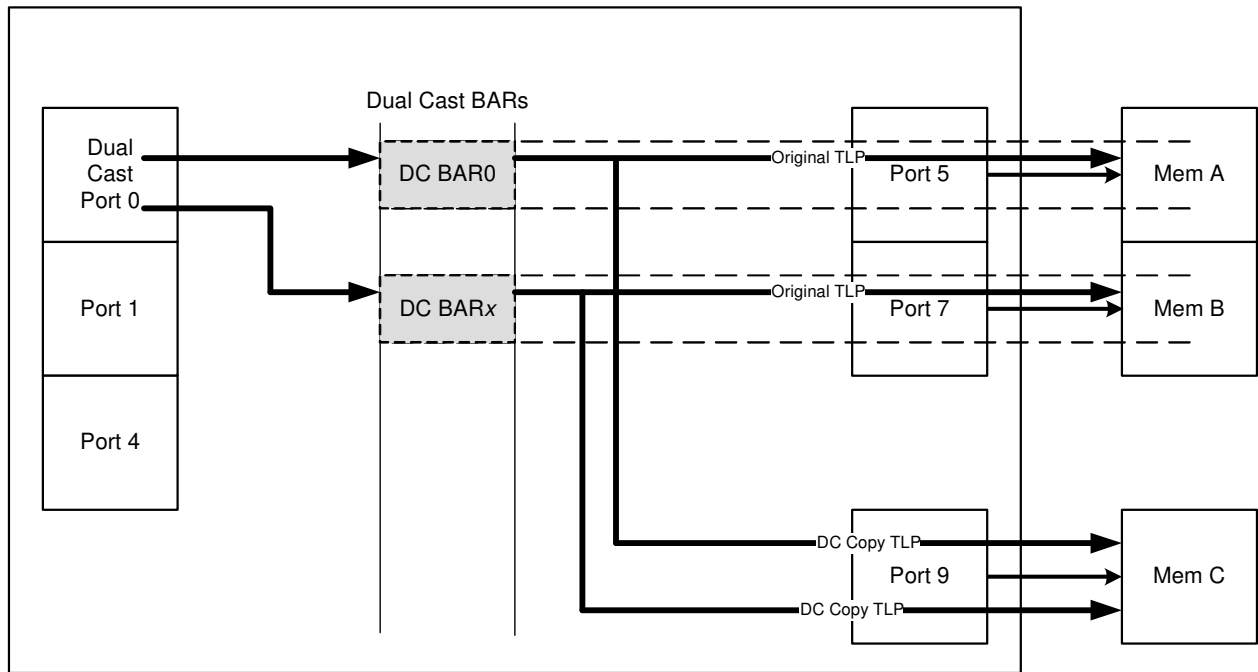 Dual Cast BARs
Dual
Cast
Port 0
Port 1
Port 4
DC BAR0
DC BARx
Original TLP
Port 5
Mem A
Original TLP
Port 7
Mem B
DC Copy TLP
Port 9
Mem C
DC Copy TLP